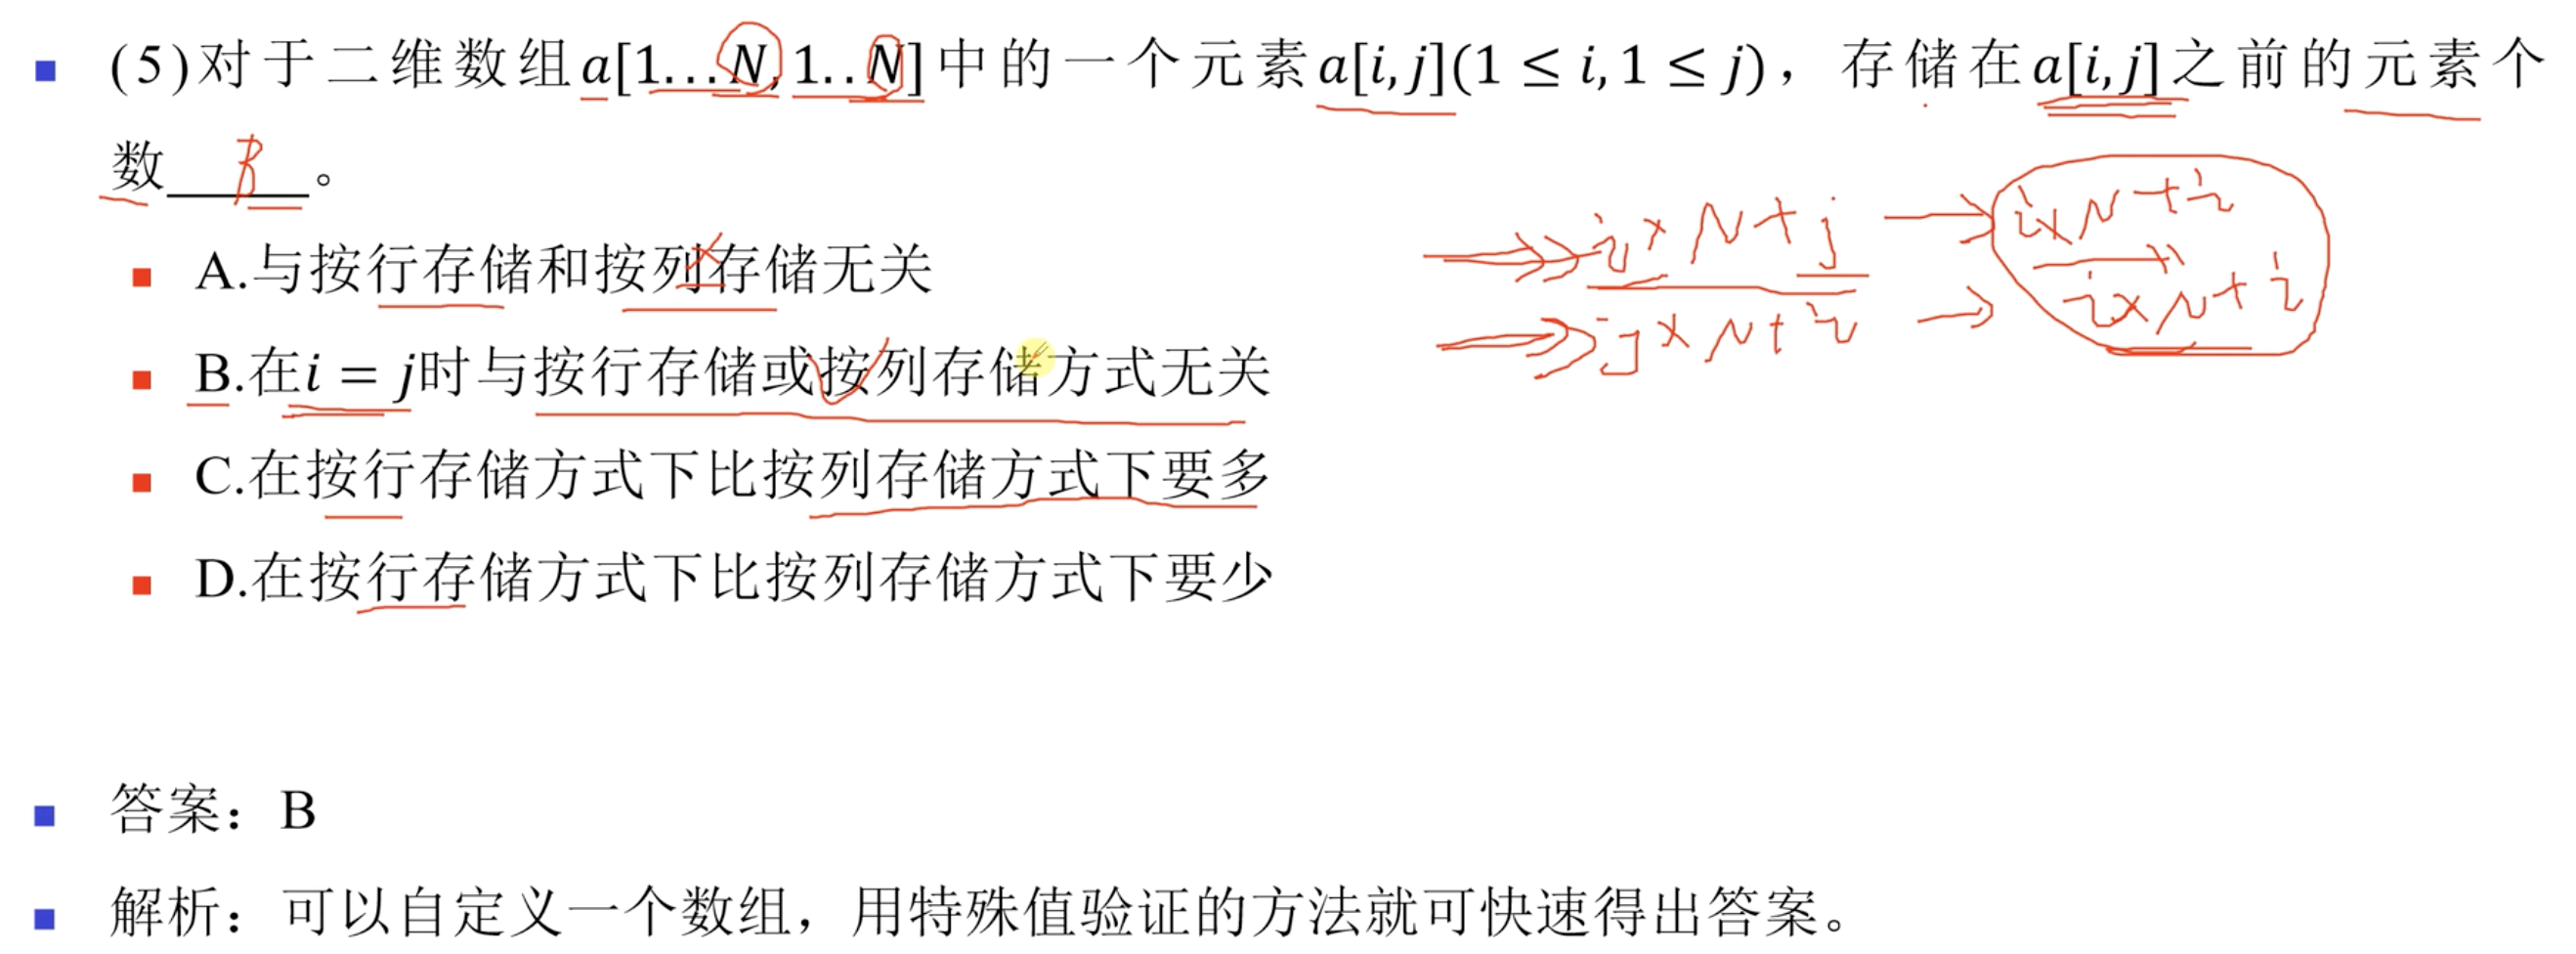 (5)对于二维数组a[1…N,1..N]中的一个元素a[i,j](1 ≤ i,1 ≤ j)，存储在a[i,j]之前的元素个
数 B 。
A.与按行存储和按列存储无关
B.在i = j时与按行存储或按列存储方式无关
C.在按行存储方式下比按列存储方式下要多
D.在按行存储方式下比按列存储方式下要少
i×N+j
i×N+i
j×N+i
i×N+i
答案：B
解析：可以自定义一个数组，用特殊值验证的方法就可快速得出答案。